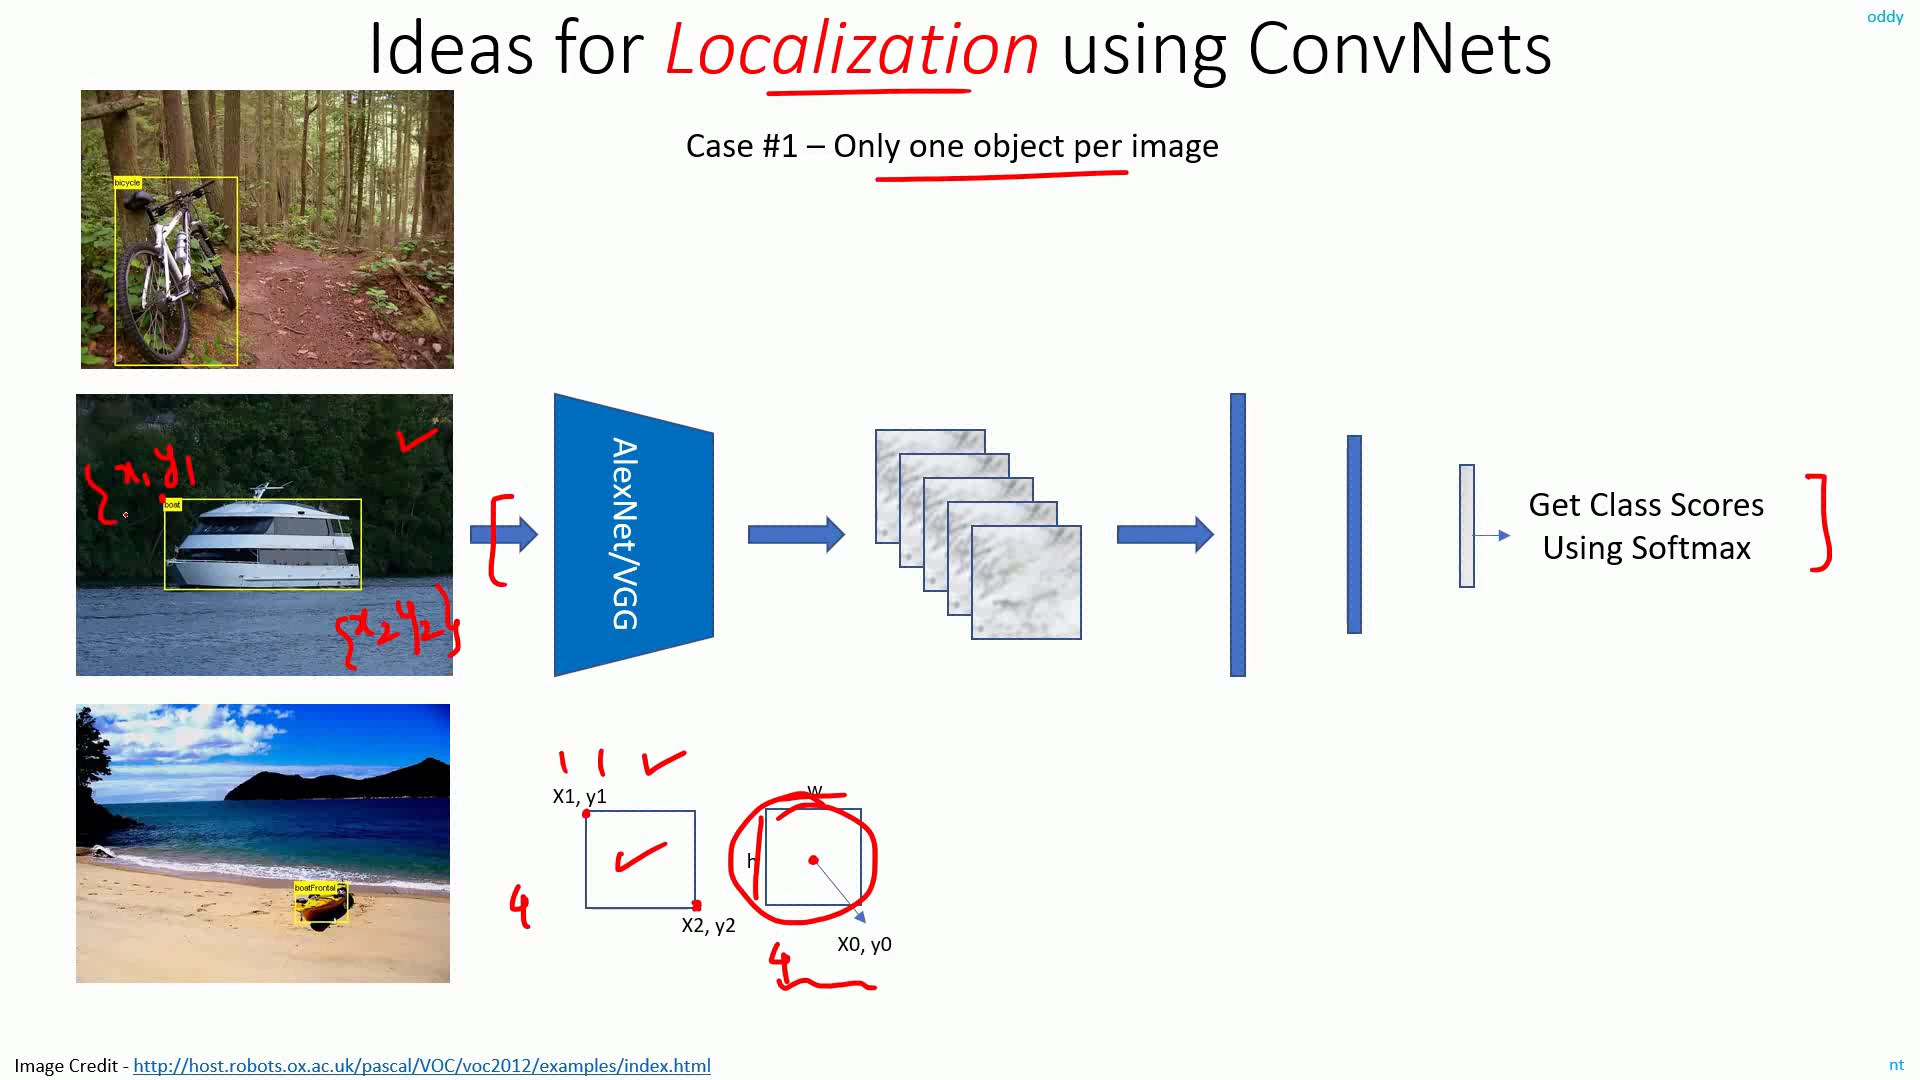 oddy
Ideas for Localization using ConvNets
Case #1 – Only one object per image
bicycle
{x1 y1
boat
{x2 y2}
AlexNet/VGG
Get Class Scores
Using Softmax
boatFrontal
X1, y1
w
h
X2, y2
X0, y0
4
4
Image Credit - http://host.robots.ox.ac.uk/pascal/VOC/voc2012/examples/index.html
nt